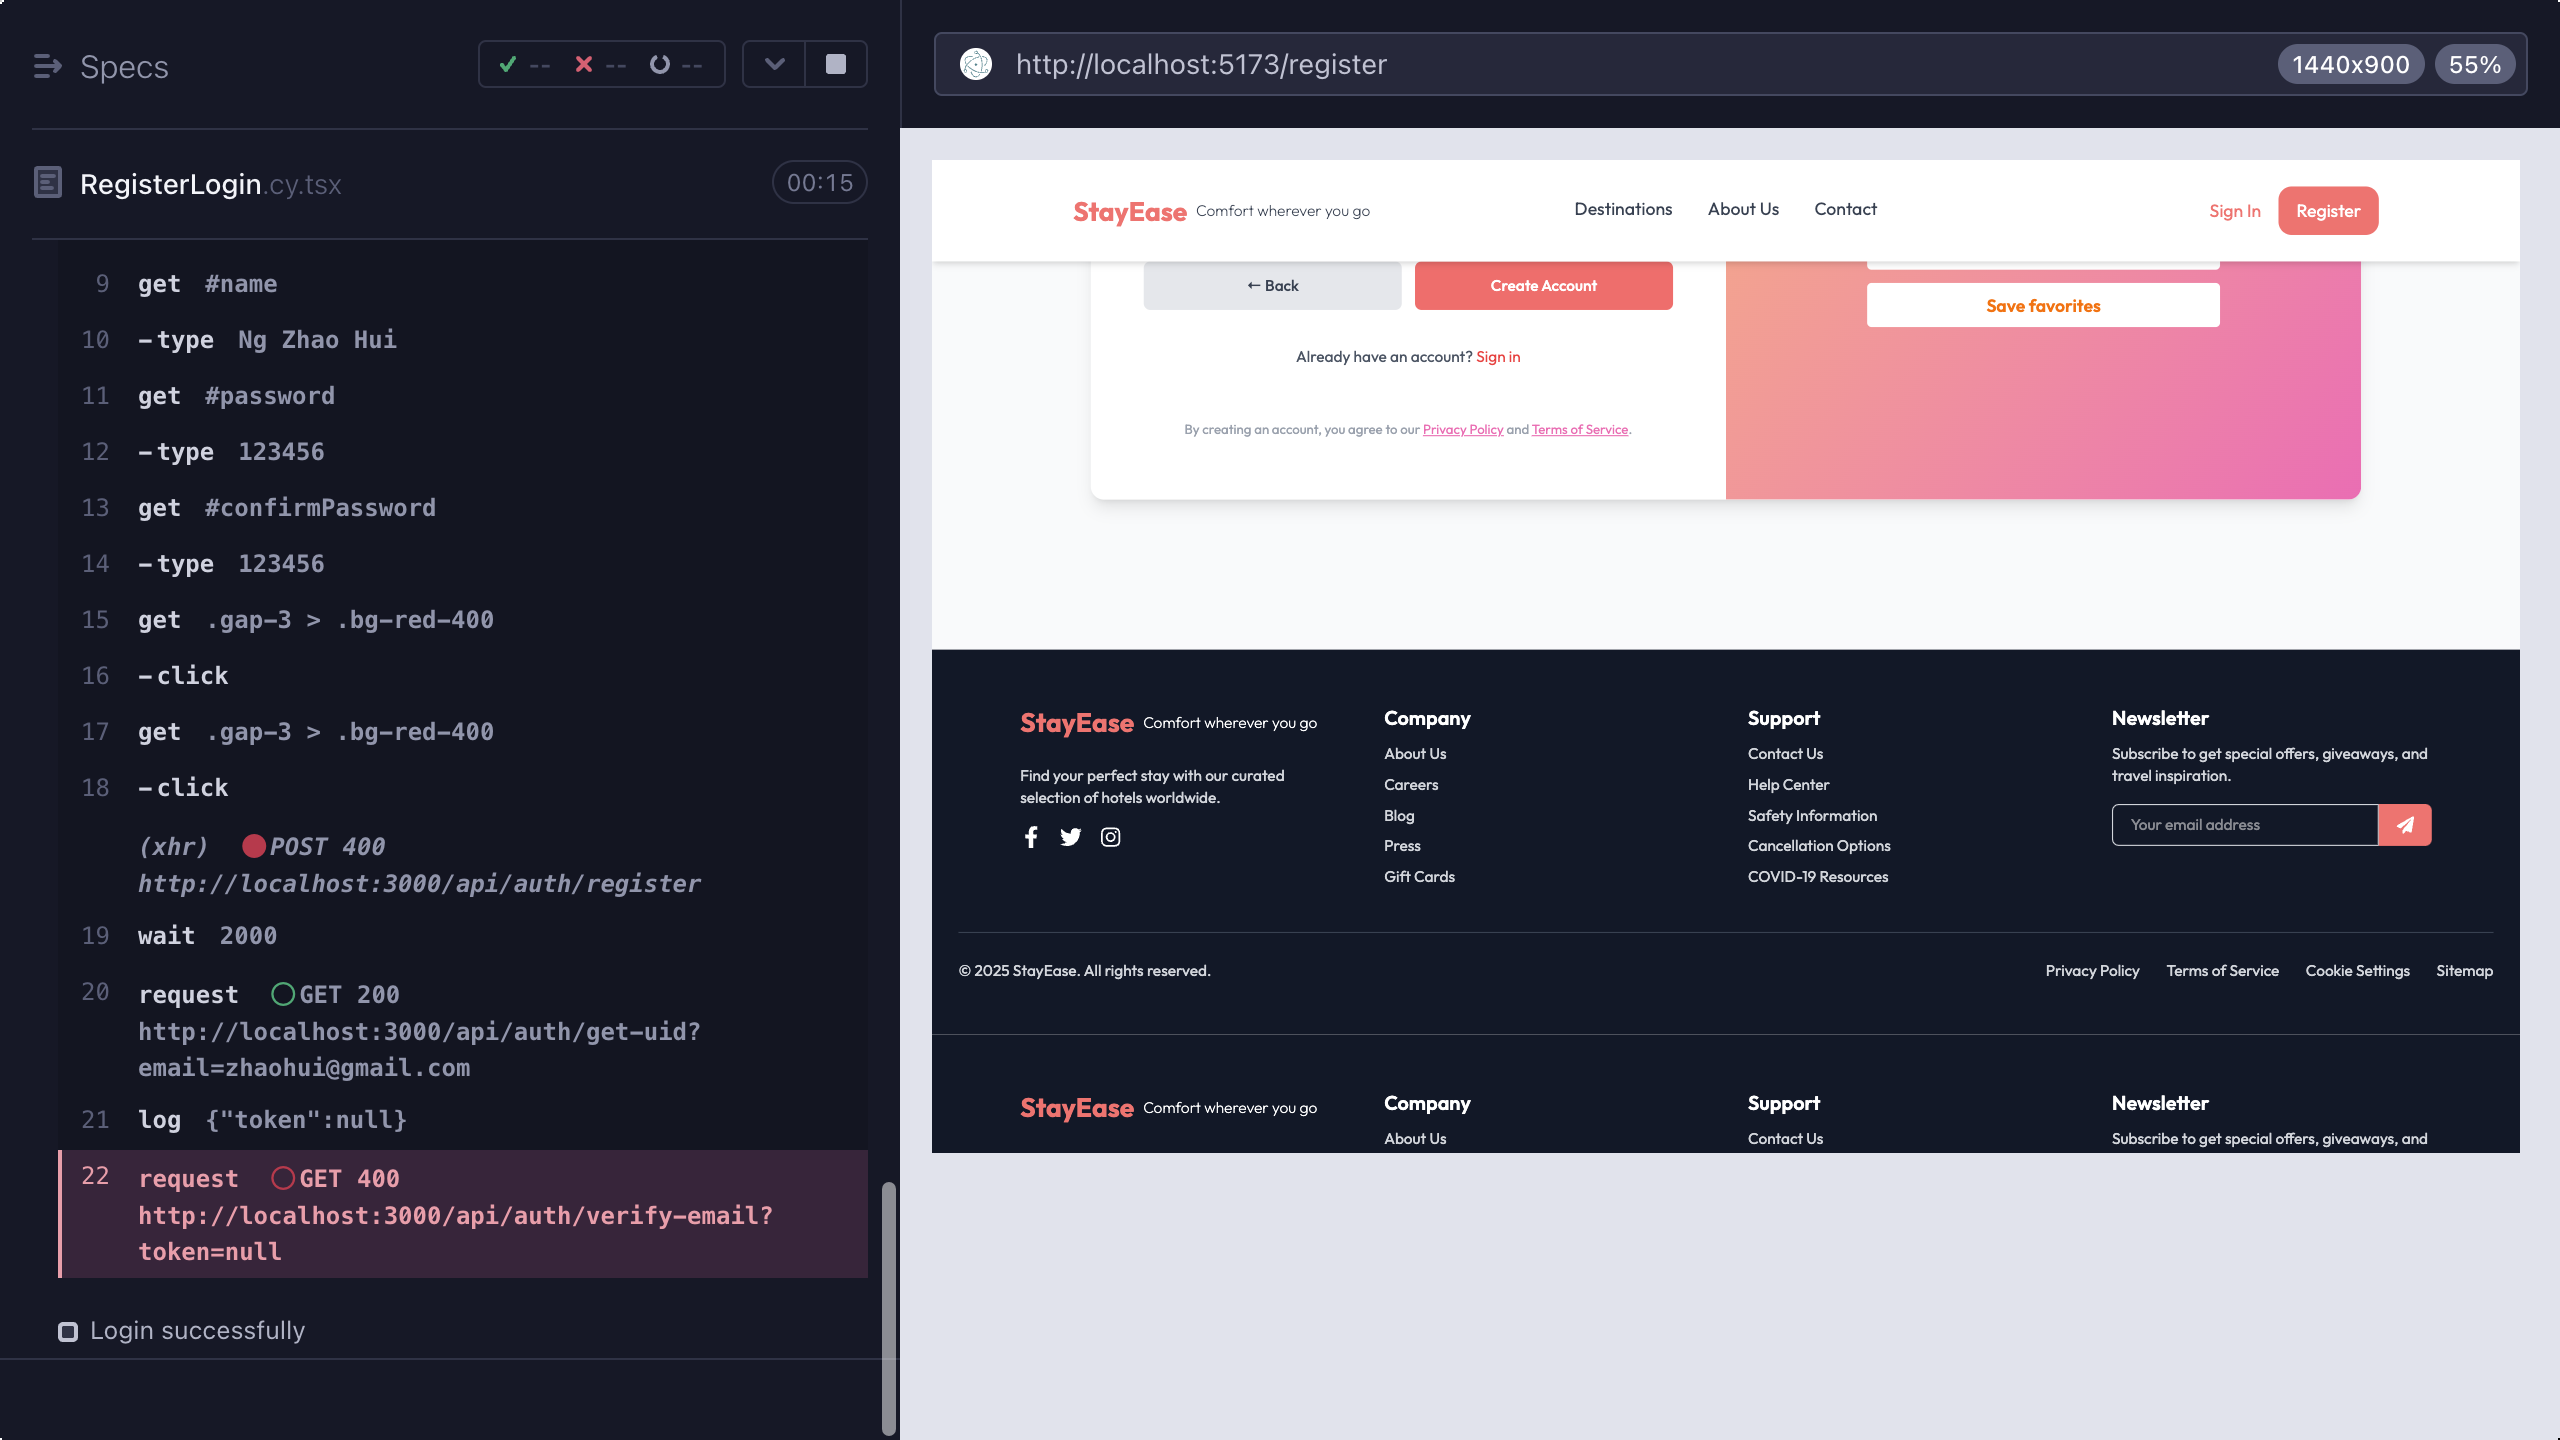 Specs
-- -- --
RegisterLogin.cy.tsx 00:15
9 get #name
10 -type Ng Zhao Hui
11 get #password
12 -type 123456
13 get #confirmPassword
14 -type 123456
15 get .gap-3 > .bg-red-400
16 -click
17 get .gap-3 > .bg-red-400
18 -click
(xhr) POST 400
http://localhost:3000/api/auth/register
19 wait 2000
20 request GET 200
http://localhost:3000/api/auth/get-uid?
email=zhaohui@gmail.com
21 log {"token":null}
22 request GET 400
http://localhost:3000/api/auth/verify-email?
token=null
Login successfully
http://localhost:5173/register 1440x900 55%
StayEase Comfort wherever you go Destinations About Us Contact Sign In Register
← Back Create Account
Save favorites
Already have an account? Sign in
By creating an account, you agree to our Privacy Policy and Terms of Service.
StayEase Comfort wherever you go
Find your perfect stay with our curated
selection of hotels worldwide.
Company
About Us
Careers
Blog
Press
Gift Cards
Support
Contact Us
Help Center
Safety Information
Cancellation Options
COVID-19 Resources
Newsletter
Subscribe to get special offers, giveaways, and
travel inspiration.
Your email address
© 2025 StayEase. All rights reserved. Privacy Policy Terms of Service Cookie Settings Sitemap
StayEase Comfort wherever you go
Company
About Us
Support
Contact Us
Newsletter
Subscribe to get special offers, giveaways, and